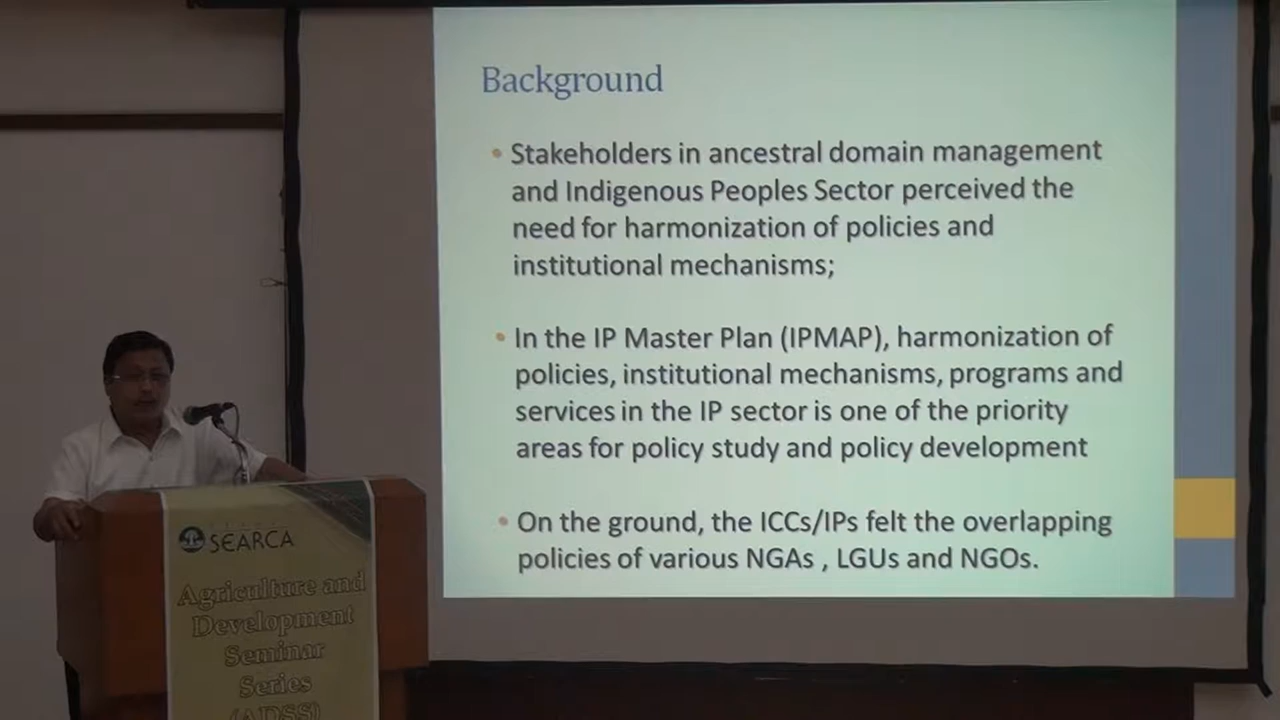 Background
• Stakeholders in ancestral domain management
and Indigenous Peoples Sector perceived the
need for harmonization of policies and
institutional mechanisms;
• In the IP Master Plan (IPMAP), harmonization of
policies, institutional mechanisms, programs and
services in the IP sector is one of the priority
areas for policy study and policy development
• On the ground, the ICCs/IPs felt the overlapping
policies of various NGAs , LGUs and NGOs.
SEARCA
Agriculture and
Development
Seminar
Series
(ADSS)